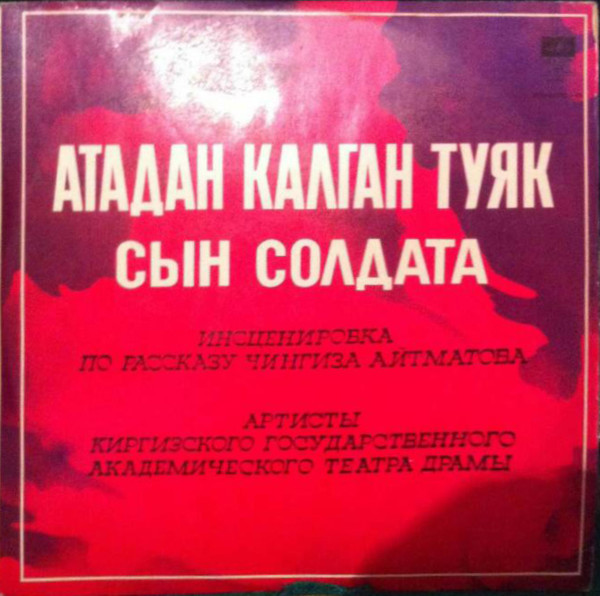 АТАДАН КАЛГАН ТУЯК
СЫН СОЛДАТА
ИНСЦЕНИРОВКА
ПО РАССКАЗУ ЧИНГИЗА АЙТМАТОВА
АРТИСТЫ
КИРГИЗСКОГО ГОСУДАРСТВЕННОГО
АКАДЕМИЧЕСКОГО ТЕАТРА ДРАМЫ